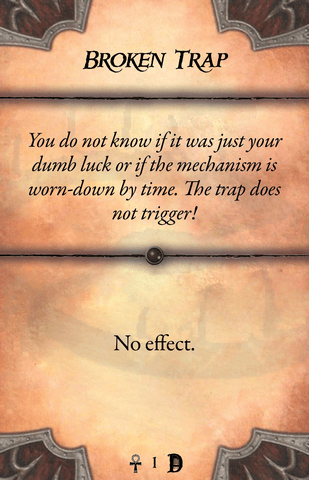 Broken Trap
You do not know if it was just your
dumb luck or if the mechanism is
worn-down by time. The trap does
not trigger!
No effect.
☥ 1 D